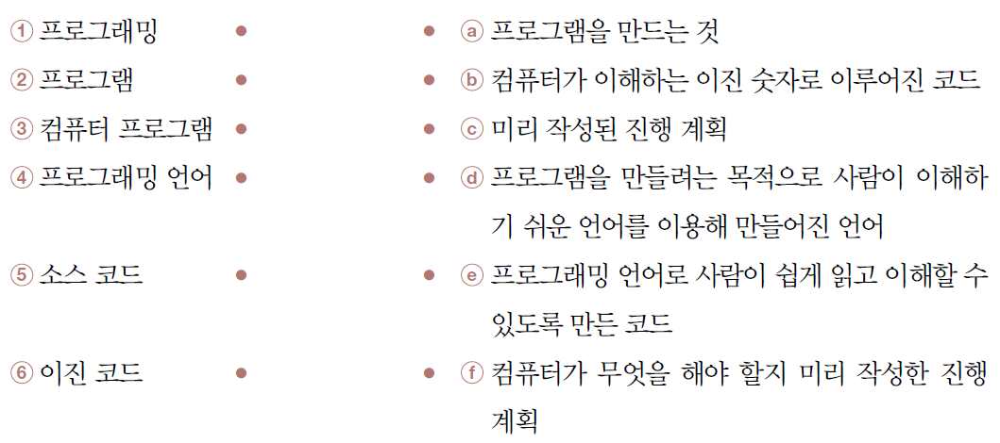 ① 프로그래밍 ● ● ⓐ 프로그램을 만드는 것
② 프로그램 ● ● ⓑ 컴퓨터가 이해하는 이진 숫자로 이루어진 코드
③ 컴퓨터 프로그램 ● ● ⓒ 미리 작성된 진행 계획
④ 프로그래밍 언어 ● ● ⓓ 프로그램을 만들려는 목적으로 사람이 이해하
기 쉬운 언어를 이용해 만들어진 언어
⑤ 소스 코드 ● ● ⓔ 프로그래밍 언어로 사람이 쉽게 읽고 이해할 수
있도록 만든 코드
⑥ 이진 코드 ● ● ⓕ 컴퓨터가 무엇을 해야 할지 미리 작성한 진행
계획